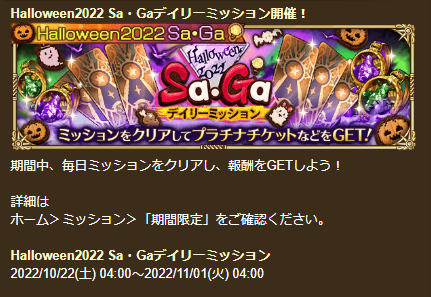 Halloween2022 Sa・Gaデイリーミッション開催！
Halloween2022 Sa・Ga
Halloween
2022
Sa・Ga
デイリーミッション
ミッションをクリアしてプラチナチケットなどをGET!
期間中、毎日ミッションをクリアし、報酬をGETしよう！
詳細は
ホーム＞ミッション＞「期間限定」をご確認ください。
Halloween2022 Sa・Gaデイリーミッション
2022/10/22(土) 04:00～2022/11/01(火) 04:00